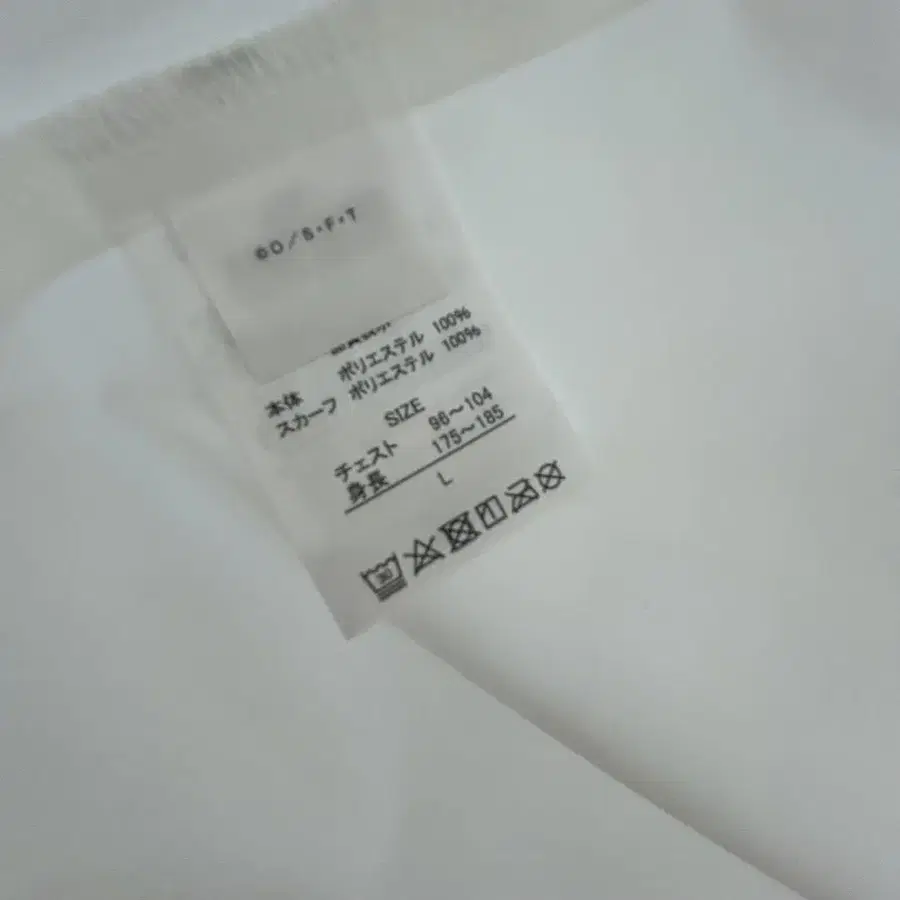 ©O/S・F・T
本体 ポリエステル 100%
スカーフ ポリエステル 100%
SIZE
チェスト 96～104
身長 175～185
L